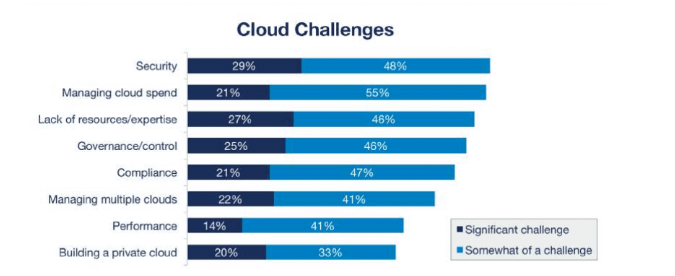 Cloud Challenges
Security 29% 48%
Managing cloud spend 21% 55%
Lack of resources/expertise 27% 46%
Governance/control 25% 46%
Compliance 21% 47%
Managing multiple clouds 22% 41%
Performance 14% 41%
Building a private cloud 20% 33%
Significant challenge
Somewhat of a challenge